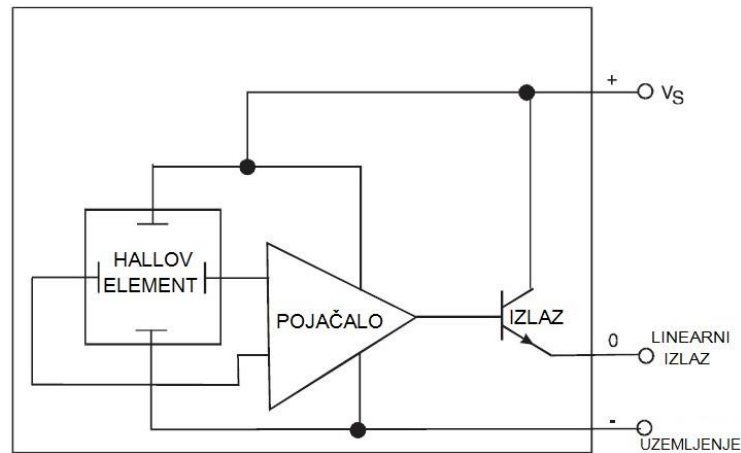 +
VS
HALLOV
ELEMENT
POJAČALO
IZLAZ
0
LINEARNI
IZLAZ
-
UZEMLJENJE